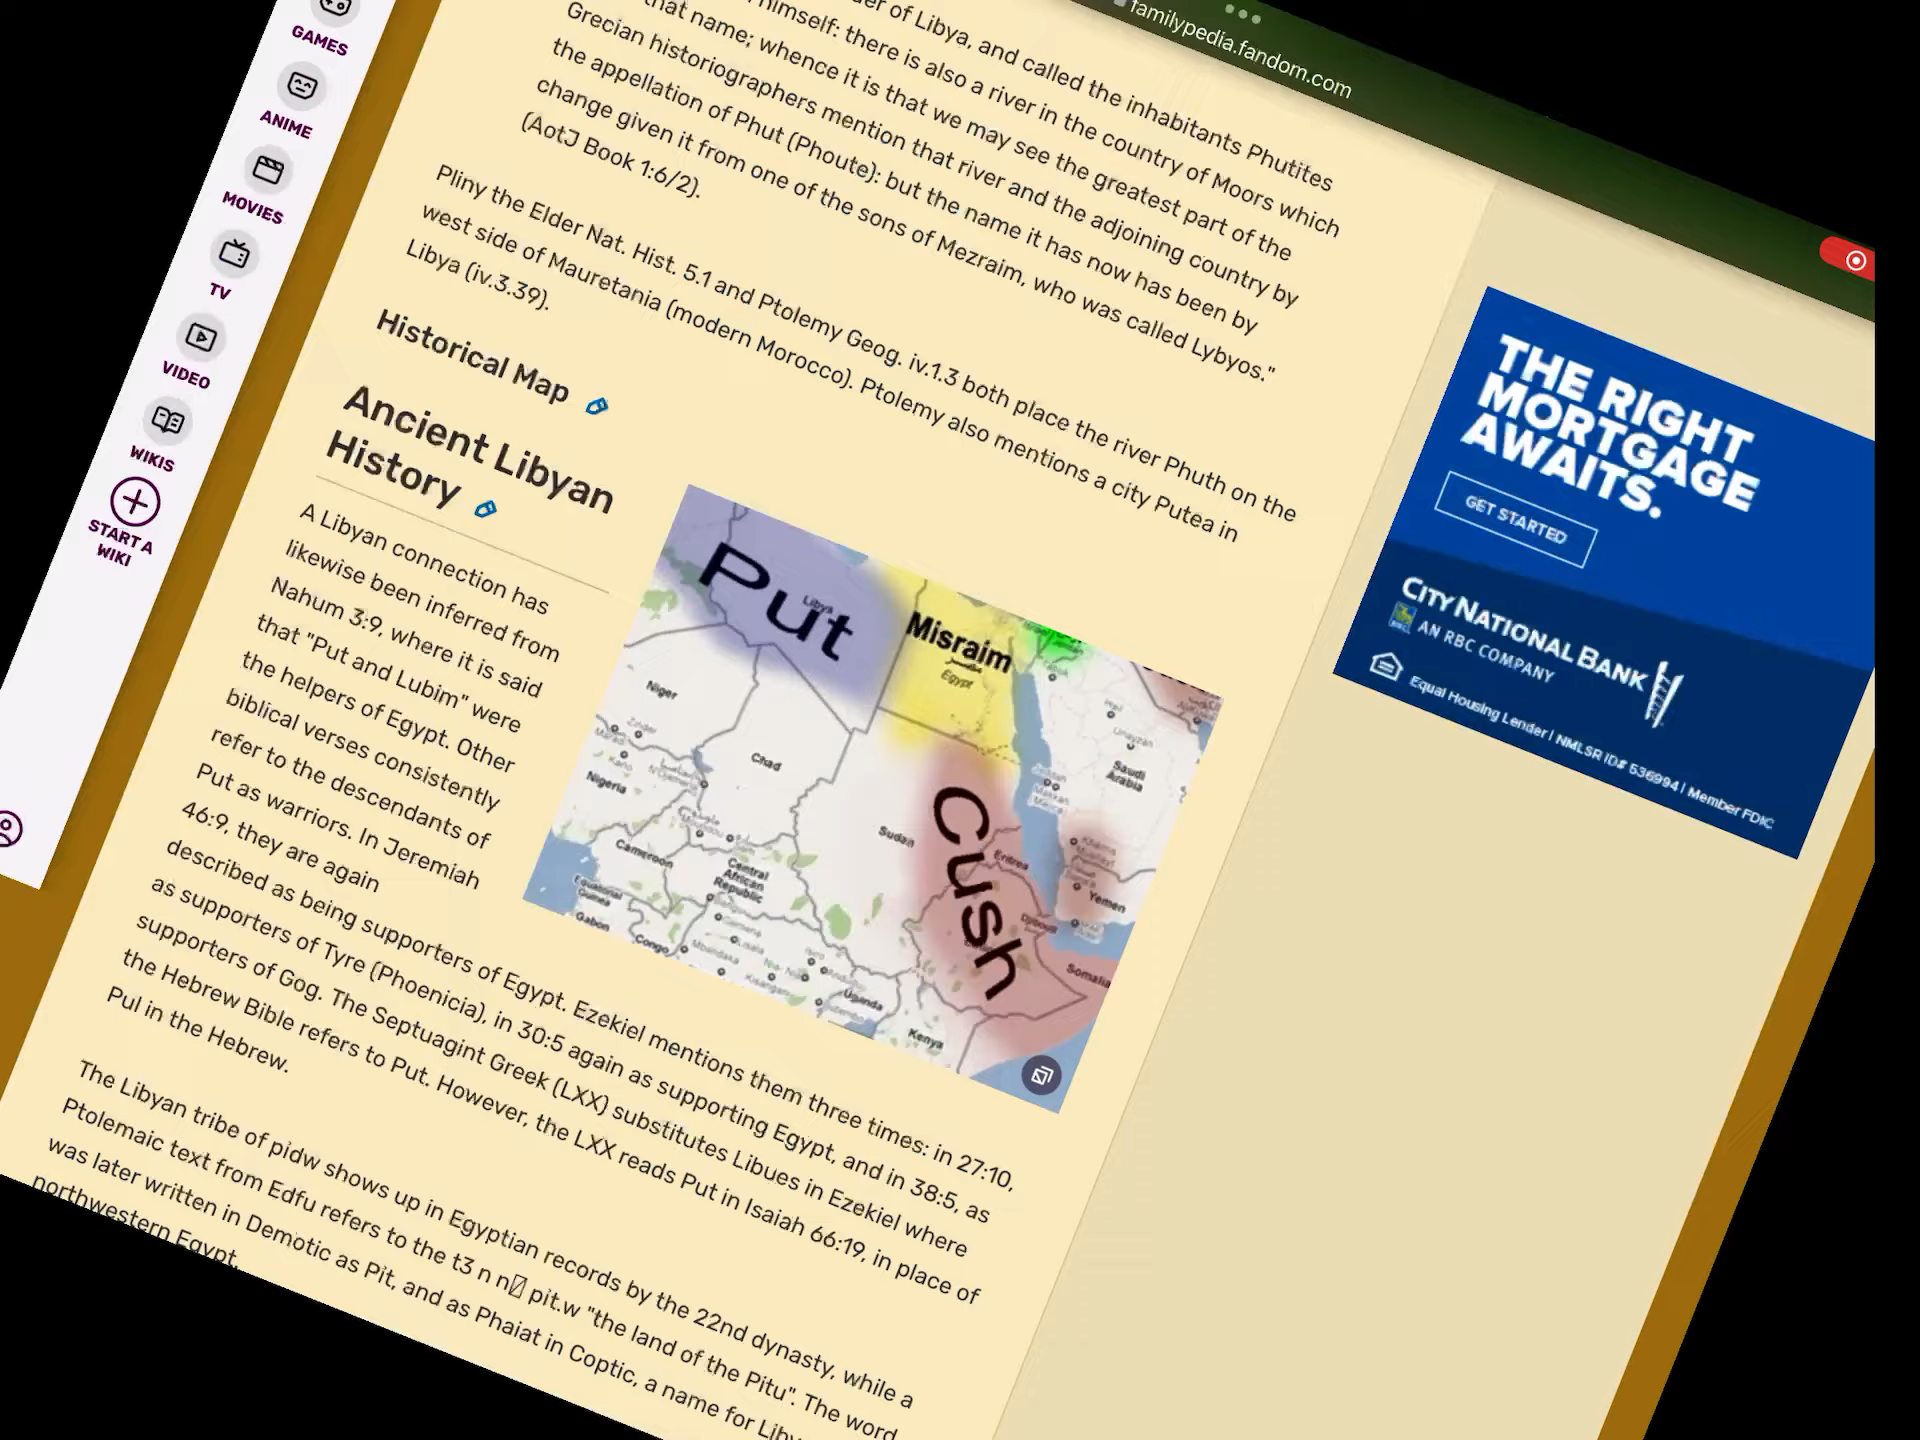 familypedia.fandom.com
GAMES
ANIME
MOVIES
TV
VIDEO
WIKIS
START A
WIKI
of Libya, and called the inhabitants Phutites
himself: there is also a river in the country of Moors which
that name; whence it is that we may see the greatest part of the
Grecian historiographers mention that river and the adjoining country by
the appellation of Phut (Phoute): but the name it has now has been by
change given it from one of the sons of Mezraim, who was called Lybyos."
(AotJ Book 1:6/2).
Pliny the Elder Nat. Hist. 5.1 and Ptolemy Geog. iv.1.3 both place the river Phuth on the
west side of Mauretania (modern Morocco). Ptolemy also mentions a city Putea in
Libya (iv.3.39).
Historical Map
Ancient Libyan
History
A Libyan connection has
likewise been inferred from
Nahum 3:9, where it is said
that "Put and Lubim" were
the helpers of Egypt. Other
biblical verses consistently
refer to the descendants of
Put as warriors. In Jeremiah
46:9, they are again
described as being supporters of Egypt. Ezekiel mentions them three times: in 27:10,
as supporters of Tyre (Phoenicia), in 30:5 again as supporting Egypt, and in 38:5, as
supporters of Gog. The Septuagint Greek (LXX) substitutes Libues in Ezekiel where
the Hebrew Bible refers to Put. However, the LXX reads Put in Isaiah 66:19, in place of
Pul in the Hebrew.
The Libyan tribe of pidw shows up in Egyptian records by the 22nd dynasty, while a
Ptolemaic text from Edfu refers to the t3 n n pit.w "the land of the Pitu". The word
was later written in Demotic as Pit, and as Phaiat in Coptic, a name for
northwestern Egypt.
Put
Libya
Misraim
Egypt
Cush
Niger
Chad
Nigeria
Sudan
Saudi
Arabia
Eritrea
Yemen
Djibouti
Somalia
Cameroon
Central
African
Republic
Equatorial
Guinea
Gabon
Congo
Uganda
Kenya
THE RIGHT
MORTGAGE
AWAITS.
GET STARTED
CITY NATIONAL BANK
RBC
AN RBC COMPANY
Equal Housing Lender | NMLSR ID# 536994 | Member FDIC